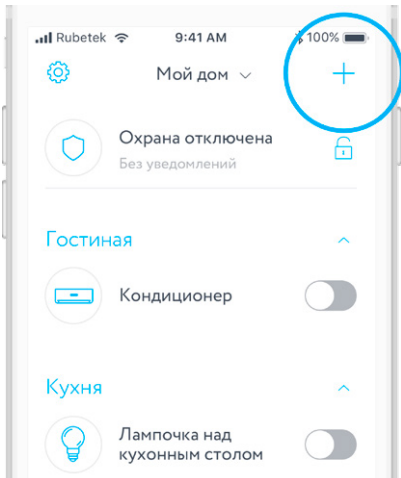 Rubetek 9:41 AM 100%
Мой дом
Охрана отключена
Без уведомлений
Гостиная
Кондиционер
Кухня
Лампочка над
кухонным столом